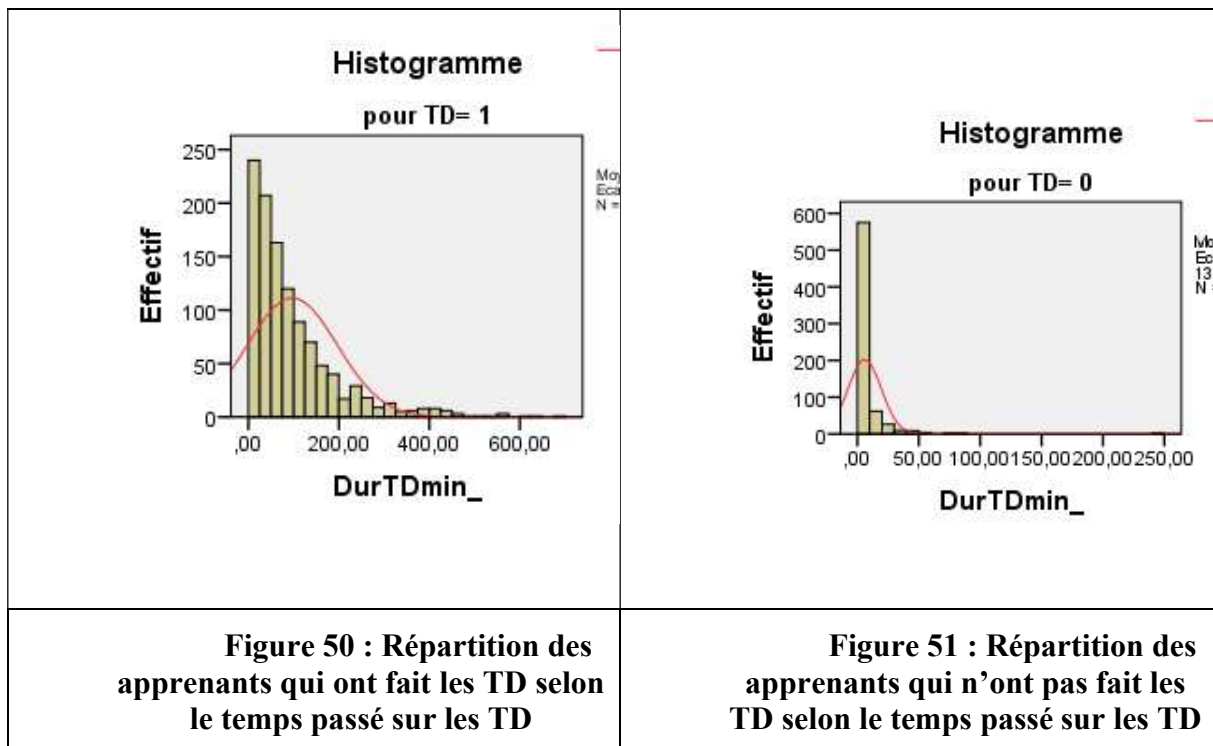 Histogramme
pour TD= 1
250
200
150
100
50
0
Effectif
,00
200,00
400,00
600,00
DurTDmin_
N =
Histogramme
pour TD= 0
600
500
400
300
200
100
0
Effectif
,00
50,00
100,00
150,00
200,00
250,00
DurTDmin_
13
N =
Figure 50 : Répartition des
apprenants qui ont fait les TD selon
le temps passé sur les TD
Figure 51 : Répartition des
apprenants qui n’ont pas fait les
TD selon le temps passé sur les TD